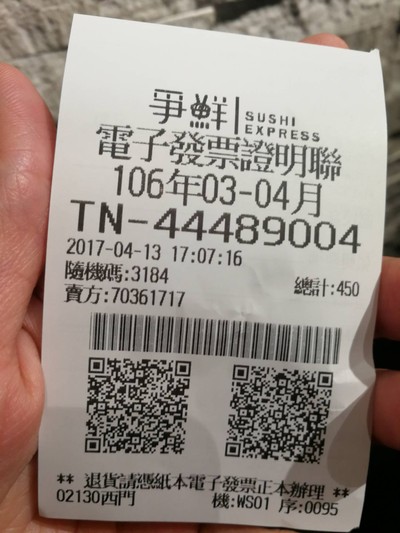 爭鮮 SUSHI
EXPRESS
電子發票證明聯
106年03-04月
TN-44489004
2017-04-13 17:07:16
隨機碼:3184 總計:450
賣方:70361717
** 退貨請憑紙本電子發票正本辦理 **
02130西門 機:WS01 序:0095